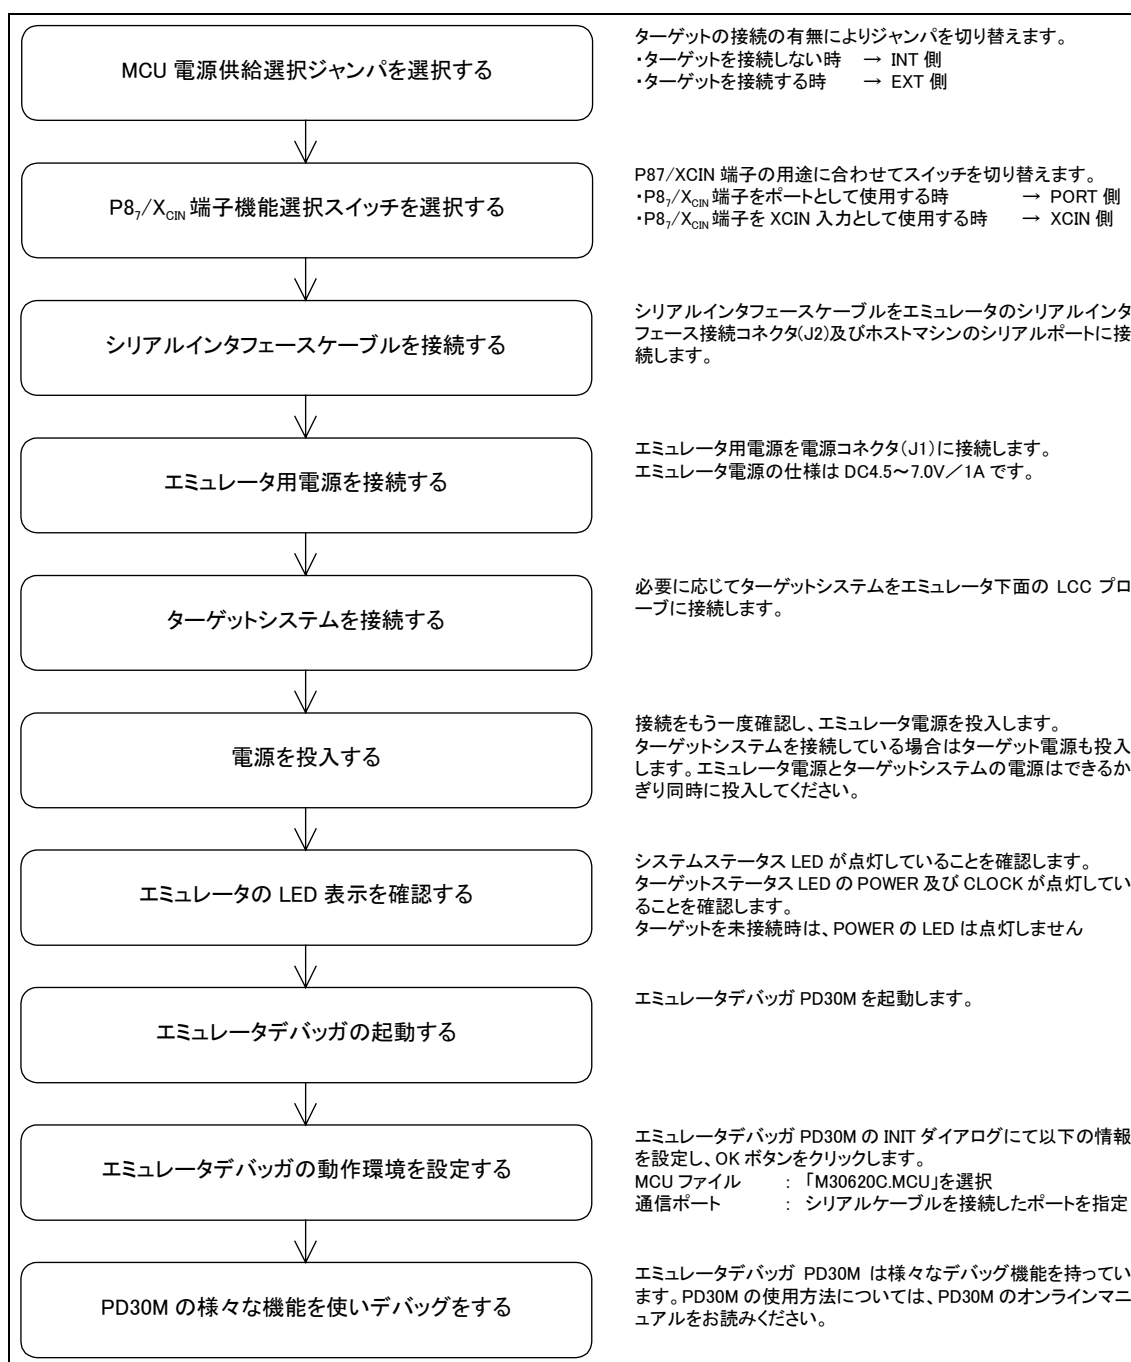 MCU 電源供給選択ジャンパを選択する
ターゲットの接続の有無によりジャンパを切り替えます。
・ターゲットを接続しない時 → INT 側
・ターゲットを接続する時 → EXT 側
P8₇/X_CIN 端子機能選択スイッチを選択する
P87/XCIN 端子の用途に合わせてスイッチを切り替えます。
・P8₇/X_CIN 端子をポートとして使用する時 → PORT 側
・P8₇/X_CIN 端子を XCIN 入力として使用する時 → XCIN 側
シリアルインタフェースケーブルを接続する
シリアルインタフェースケーブルをエミュレータのシリアルインタ
フェース接続コネクタ(J2)及びホストマシンのシリアルポートに接
続します。
エミュレータ用電源を接続する
エミュレータ用電源を電源コネクタ(J1)に接続します。
エミュレータ電源の仕様は DC4.5~7.0V/1A です。
ターゲットシステムを接続する
必要に応じてターゲットシステムをエミュレータ下面の LCC プロ
ーブに接続します。
電源を投入する
接続をもう一度確認し、エミュレータ電源を投入します。
ターゲットシステムを接続している場合はターゲット電源も投入
します。エミュレータ電源とターゲットシステムの電源はできるか
ぎり同時に投入してください。
エミュレータの LED 表示を確認する
システムステータス LED が点灯していることを確認します。
ターゲットステータス LED の POWER 及び CLOCK が点灯してい
ることを確認します。
ターゲットを未接続時は、POWER の LED は点灯しません
エミュレータデバッガの起動する
エミュレータデバッガ PD30M を起動します。
エミュレータデバッガの動作環境を設定する
エミュレータデバッガ PD30M の INIT ダイアログにて以下の情報
を設定し、OK ボタンをクリックします。
MCU ファイル : 「M30620C.MCU」を選択
通信ポート : シリアルケーブルを接続したポートを指定
PD30M の様々な機能を使いデバッグをする
エミュレータデバッガ PD30M は様々なデバッグ機能を持ってい
ます。PD30M の使用方法については、PD30M のオンラインマニ
ュアルをお読みください。